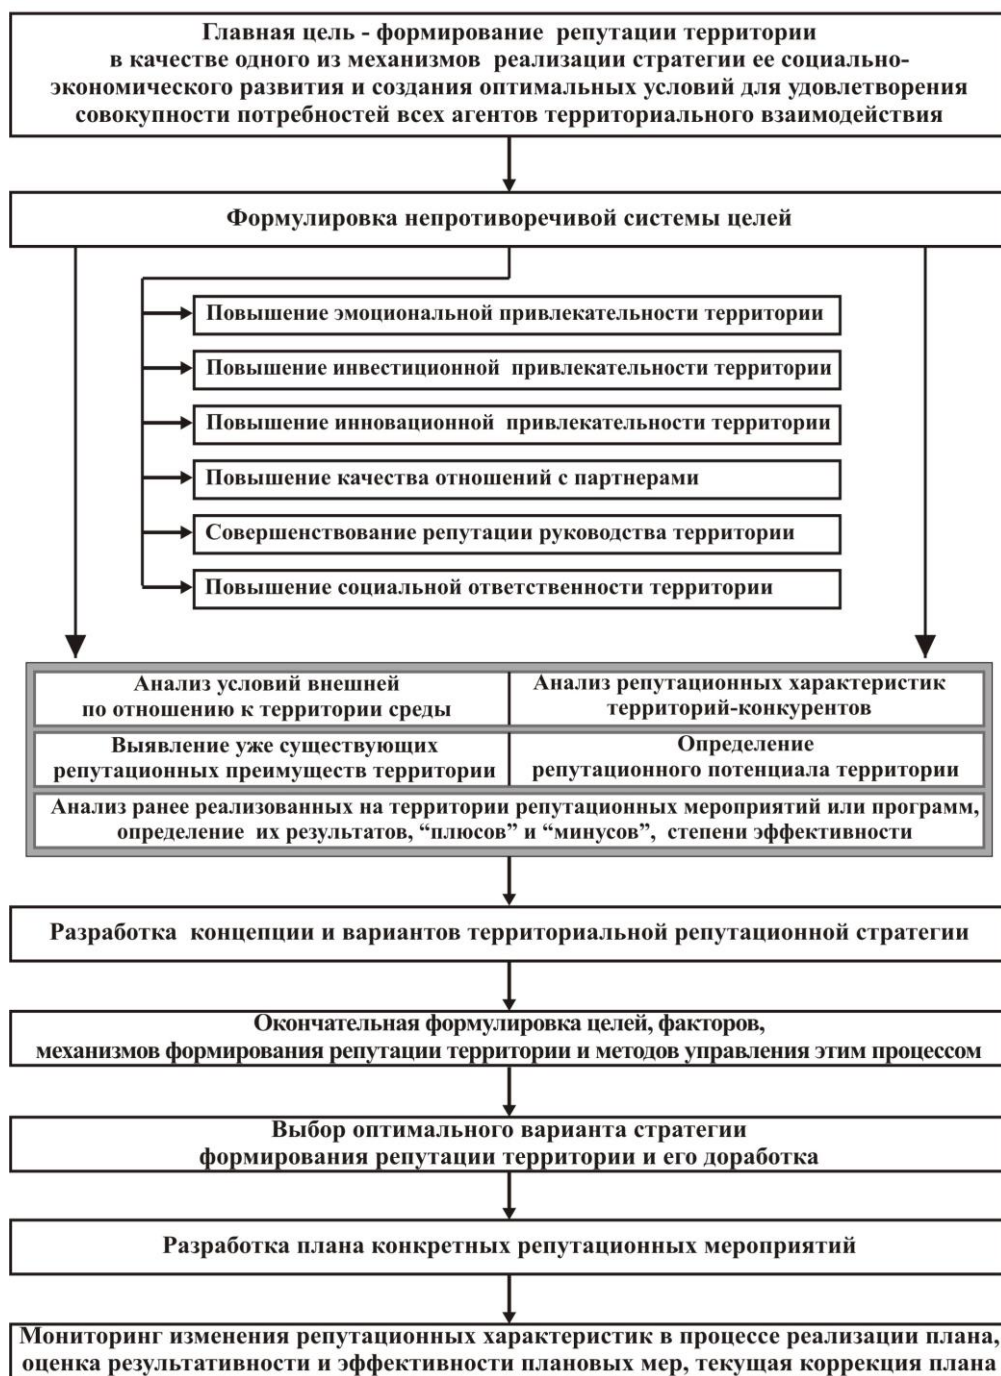 Главная цель - формирование репутации территории
в качестве одного из механизмов реализации стратегии ее социально-
экономического развития и создания оптимальных условий для удовлетворения
совокупности потребностей всех агентов территориального взаимодействия
Формулировка непротиворечивой системы целей
Повышение эмоциональной привлекательности территории
Повышение инвестиционной привлекательности территории
Повышение инновационной привлекательности территории
Повышение качества отношений с партнерами
Совершенствование репутации руководства территории
Повышение социальной ответственности территории
Анализ условий внешней
по отношению к территории среды
Анализ репутационных характеристик
территорий-конкурентов
Выявление уже существующих
репутационных преимуществ территории
Определение
репутационного потенциала территории
Анализ ранее реализованных на территории репутационных мероприятий или программ,
определение их результатов, “плюсов” и “минусов”, степени эффективности
Разработка концепции и вариантов территориальной репутационной стратегии
Окончательная формулировка целей, факторов,
механизмов формирования репутации территории и методов управления этим процессом
Выбор оптимального варианта стратегии
формирования репутации территории и его доработка
Разработка плана конкретных репутационных мероприятий
Мониторинг изменения репутационных характеристик в процессе реализации плана,
оценка результативности и эффективности плановых мер, текущая коррекция плана